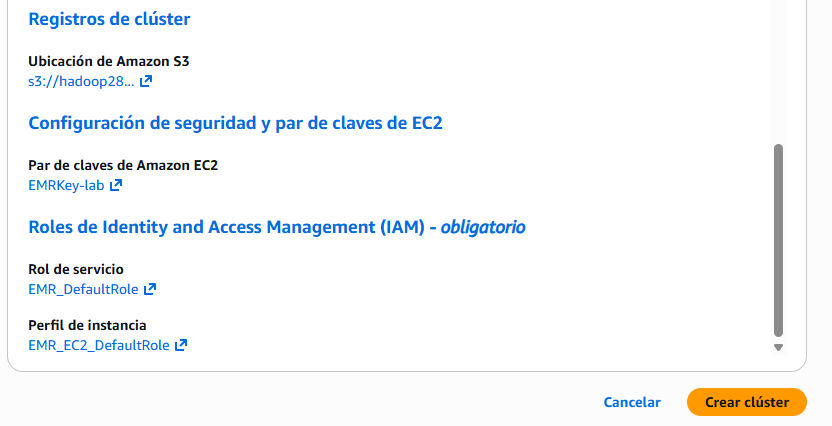 Registros de clúster
Ubicación de Amazon S3
s3://hadoop28...
Configuración de seguridad y par de claves de EC2
Par de claves de Amazon EC2
EMRKey-lab
Roles de Identity and Access Management (IAM) - obligatorio
Rol de servicio
EMR_DefaultRole
Perfil de instancia
EMR_EC2_DefaultRole
Cancelar
Crear clúster